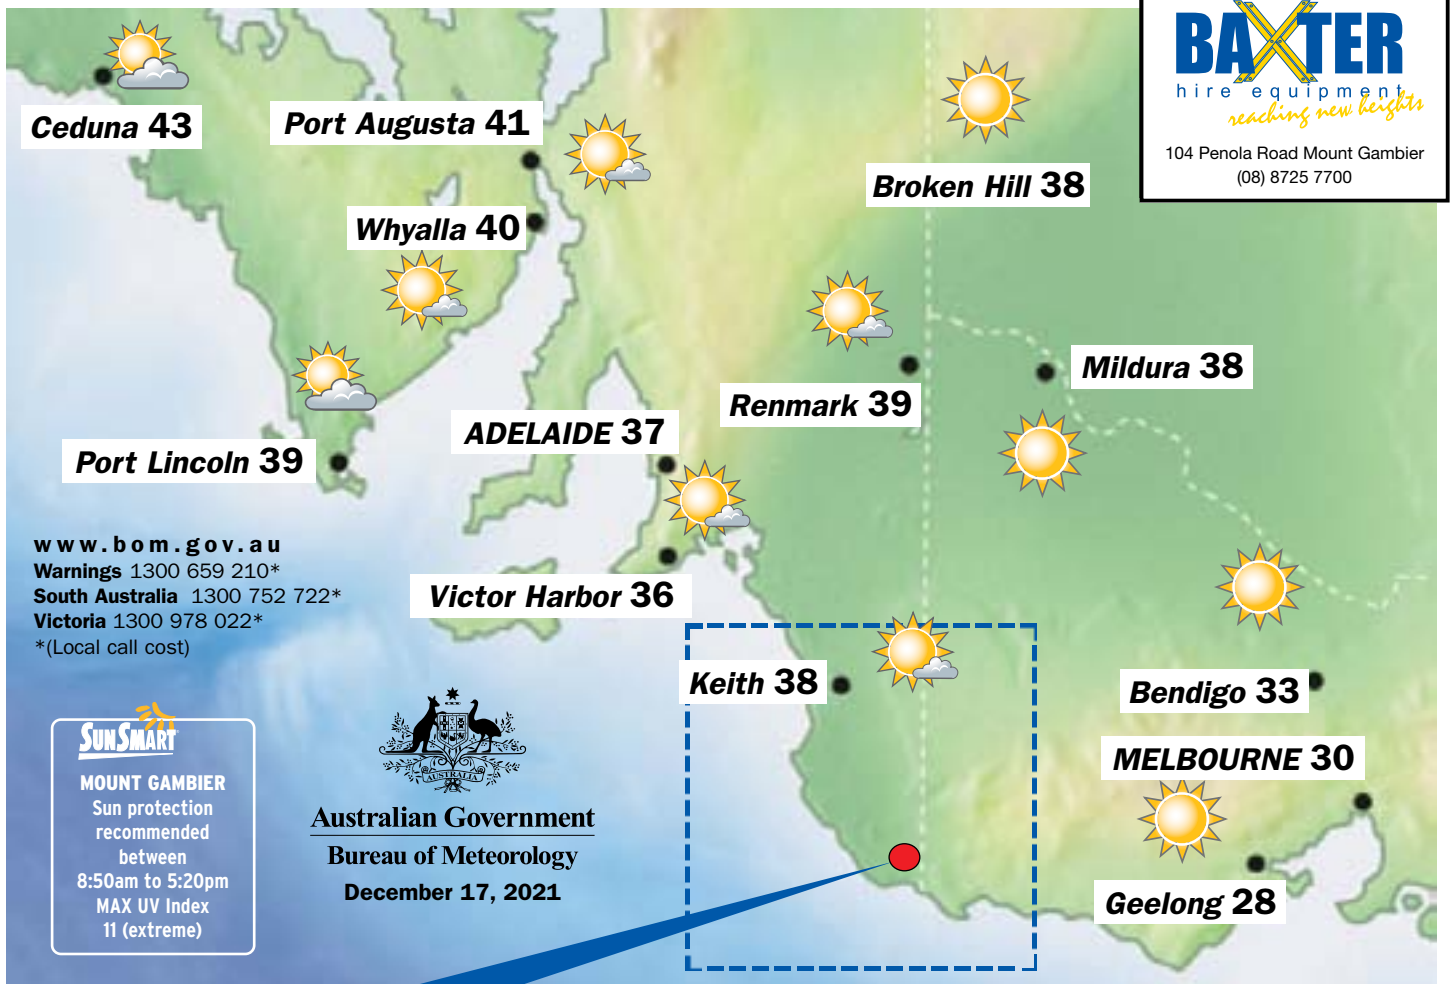 BAXTER
hire equipment
reaching new heights
104 Penola Road Mount Gambier
(08) 8725 7700
Ceduna 43
Port Augusta 41
Broken Hill 38
Whyalla 40
Mildura 38
Renmark 39
ADELAIDE 37
Port Lincoln 39
www.bom.gov.au
Warnings 1300 659 210*
South Australia 1300 752 722*
Victoria 1300 978 022*
*(Local call cost)
Victor Harbor 36
Keith 38
Bendigo 33
MELBOURNE 30
Geelong 28
SUNSMART
MOUNT GAMBIER
Sun protection
recommended
between
8:50am to 5:20pm
MAX UV Index
11 (extreme)
AUSTRALIA
Australian Government
Bureau of Meteorology
December 17, 2021